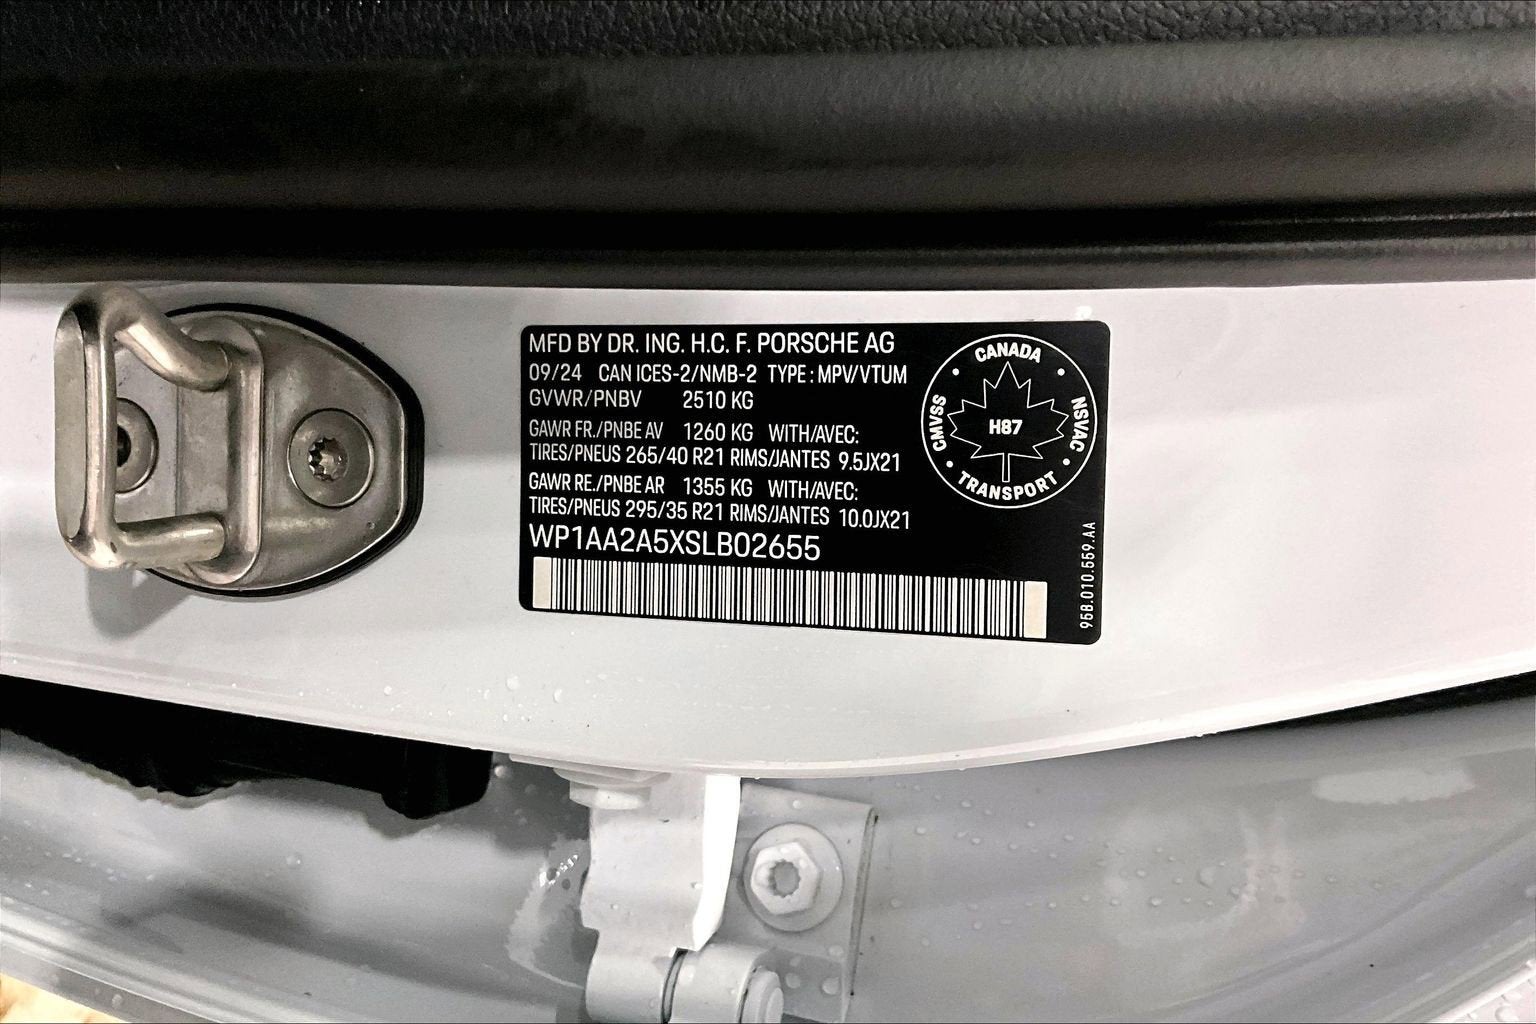 MFD BY DR. ING. H.C. F. PORSCHE AG
09/24 CAN ICES-2/NMB-2 TYPE: MPV/VTUM
GVWR/PNBV 2510 KG
GAWR FR./PNBE AV 1260 KG WITH/AVEC:
TIRES/PNEUS 265/40 R21 RIMS/JANTES 9.5JX21
GAWR RE./PNBE AR 1355 KG WITH/AVEC:
TIRES/PNEUS 295/35 R21 RIMS/JANTES 10.0JX21
WP1AA2A5XSLB02655
CANADA
CMVSS
H87
NSVAC
TRANSPORT
95B.010.559.AA